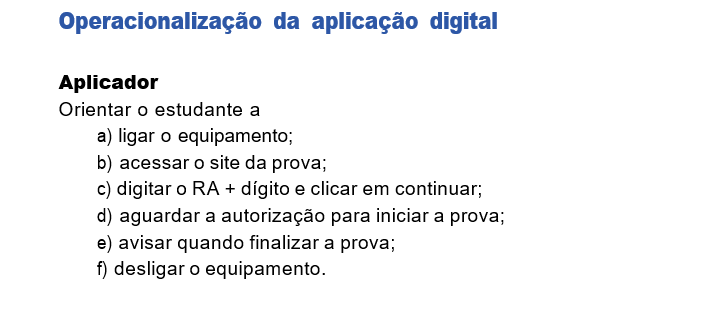 Operacionalização da aplicação digital
Aplicador
Orientar o estudante a
a) ligar o equipamento;
b) acessar o site da prova;
c) digitar o RA + dígito e clicar em continuar;
d) aguardar a autorização para iniciar a prova;
e) avisar quando finalizar a prova;
f) desligar o equipamento.